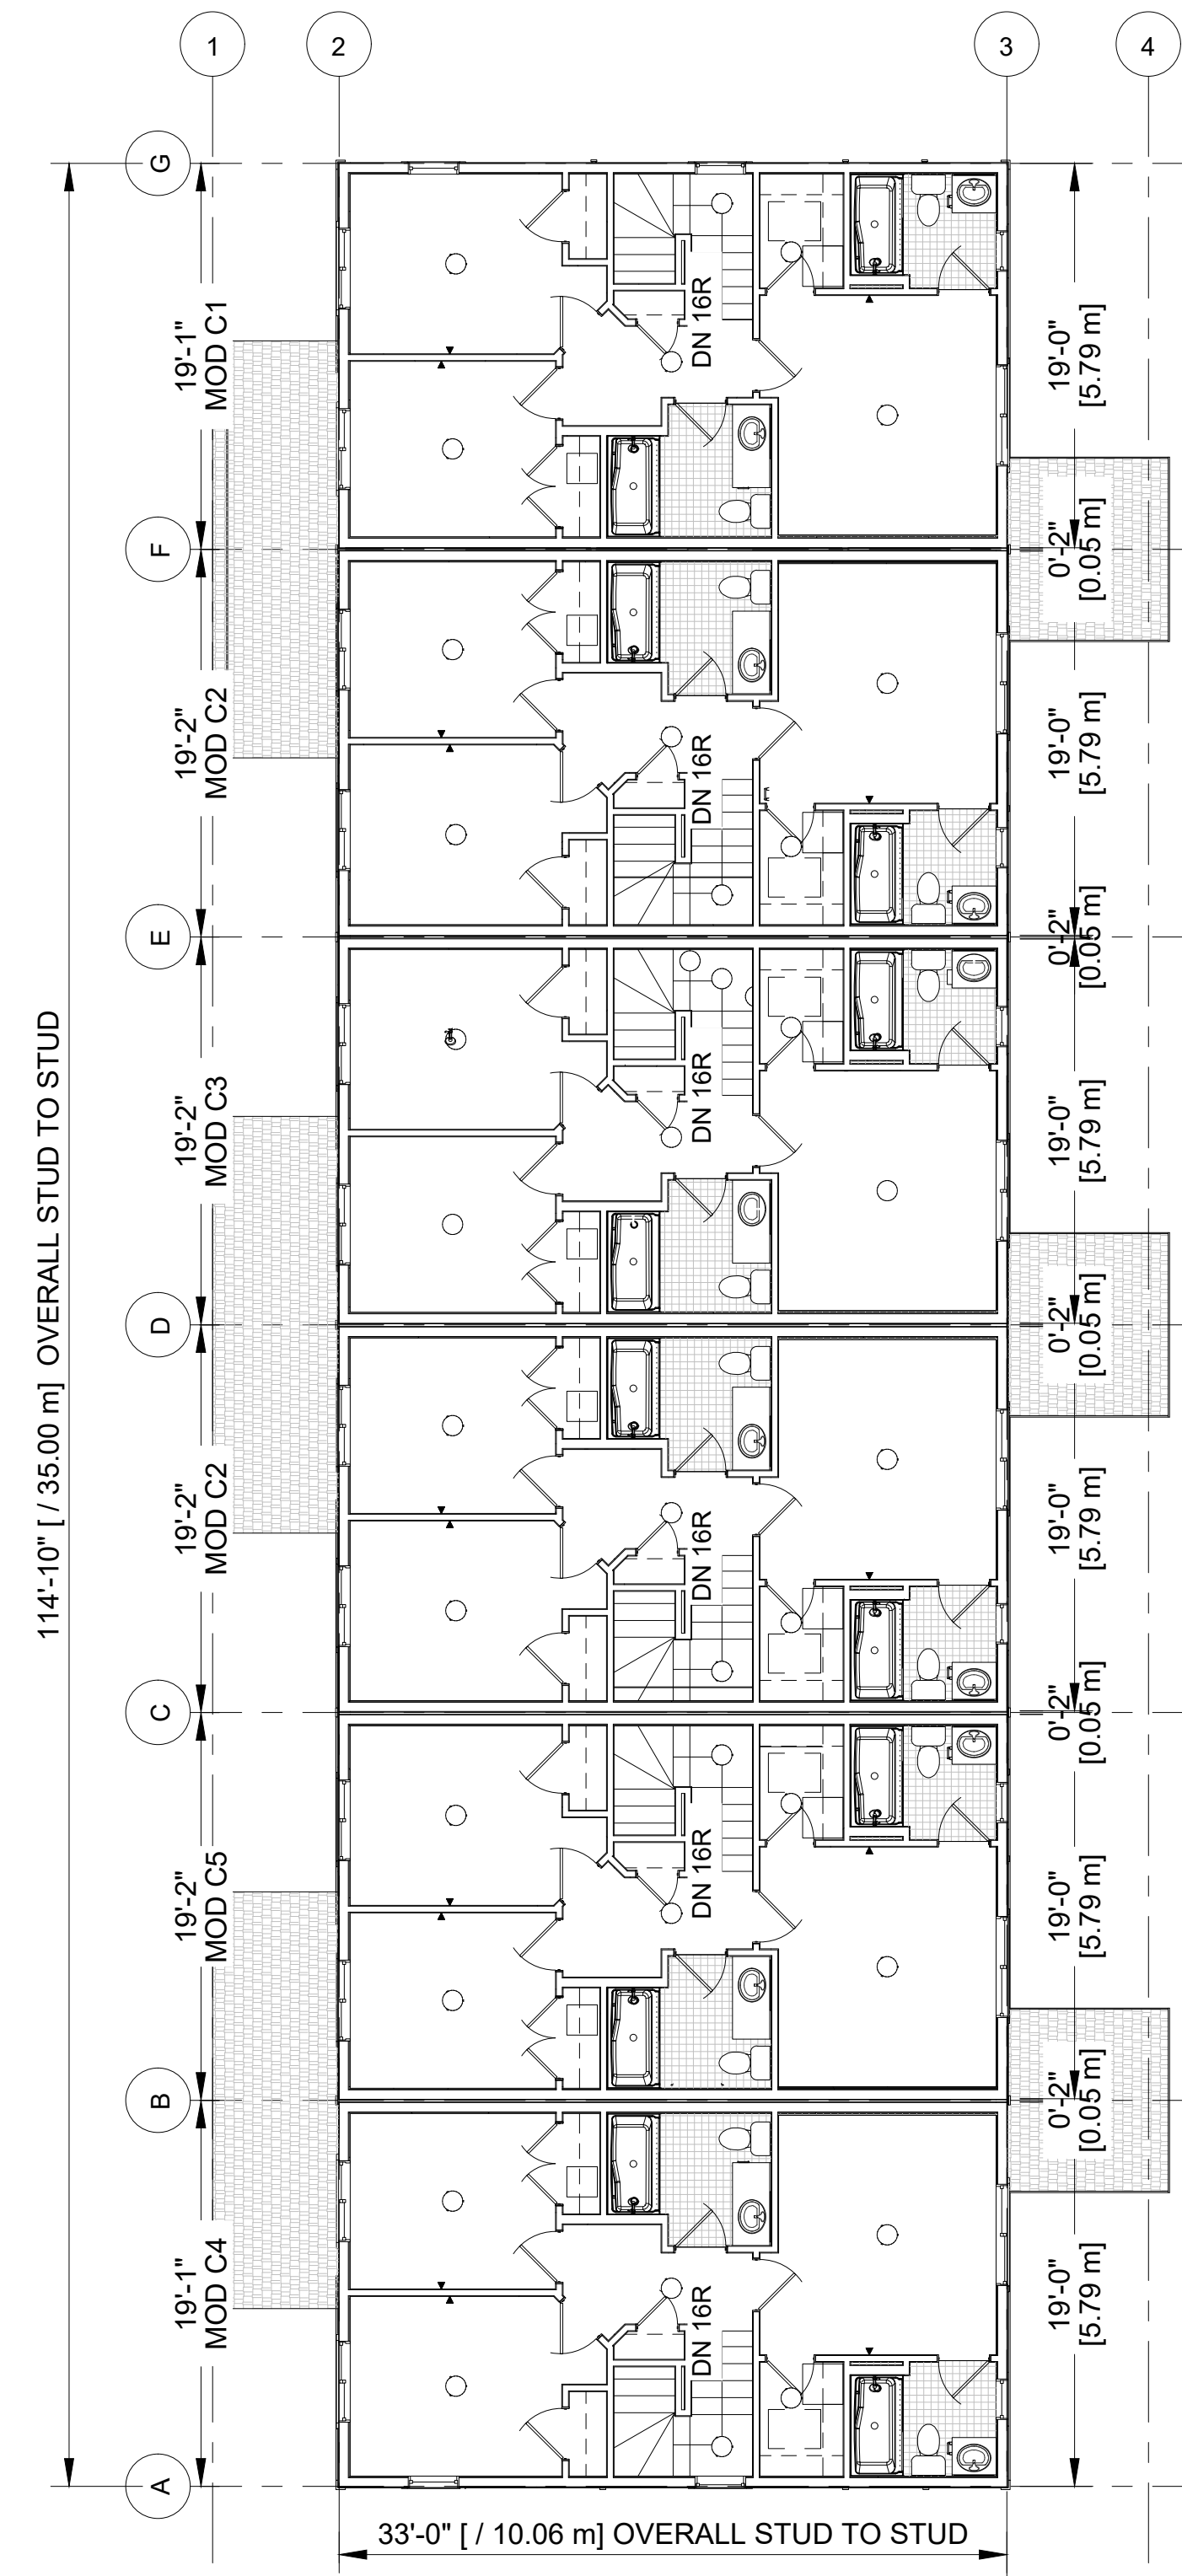 1
2
3
4
G
F
E
D
C
B
A
114'-10" [ / 35.00 m] OVERALL STUD TO STUD
19'-1"
MOD C1
19'-2"
MOD C2
19'-2"
MOD C3
19'-2"
MOD C2
19'-2"
MOD C5
19'-1"
MOD C4
DN 16R
DN 16R
DN 16R
DN 16R
DN 16R
DN 16R
19'-0"
[5.79 m]
0'-2"
[0.05 m]
19'-0"
[5.79 m]
0'-2"
[0.05 m]
19'-0"
[5.79 m]
0'-2"
[0.05 m]
19'-0"
[5.79 m]
0'-2"
[0.05 m]
19'-0"
[5.79 m]
0'-2"
[0.05 m]
19'-0"
[5.79 m]
33'-0" [ / 10.06 m] OVERALL STUD TO STUD